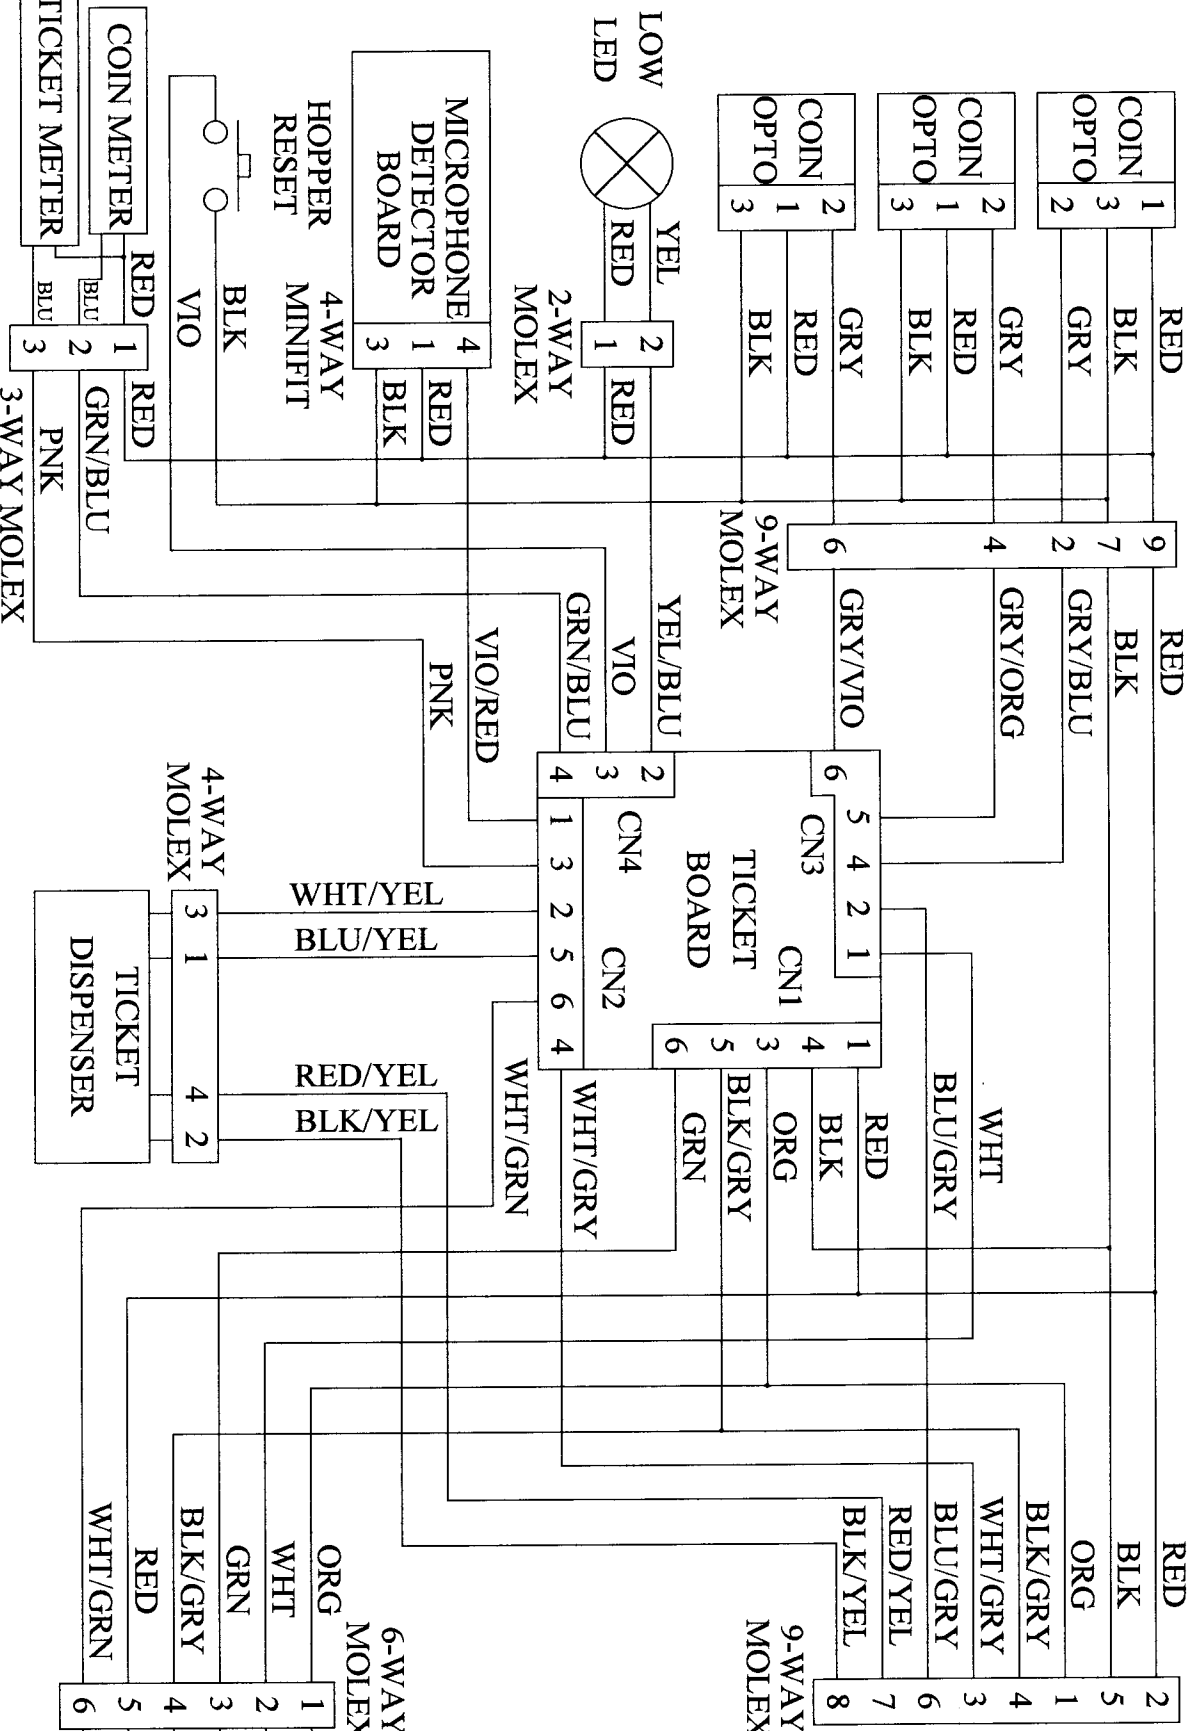 TICKET METER
COIN METER
RED
BLU
BLU
1
2
3
RED
GRN/BLU
PNK
3-WAY MOLEX
BLK
VIO
HOPPER
RESET
MICROPHONE
DETECTOR
BOARD
4
1
3
4-WAY
MINIFIT
RED
BLK
LOW
LED
YEL
RED
2
1
2-WAY
MOLEX
RED
COIN
OPTO
2
1
3
GRY
RED
BLK
COIN
OPTO
2
1
3
GRY
RED
BLK
COIN
OPTO
1
3
2
RED
BLK
GRY
9
7
2
4
6
9-WAY
MOLEX
RED
BLK
GRY/BLU
GRY/ORG
GRY/VIO
YEL/BLU
VIO
GRN/BLU
VIO/RED
PNK
TICKET
BOARD
CN3
6
5
4
2
1
CN4
2
3
4
CN2
1
3
2
5
6
4
CN1
1
4
3
5
6
4-WAY
MOLEX
3
1
4
2
TICKET
DISPENSER
WHT/YEL
BLU/YEL
RED/YEL
BLK/YEL
WHT/GRN
WHT/GRY
GRN
BLK/GRY
ORG
BLK
RED
BLU/GRY
WHT
RED
BLK
ORG
BLK/GRY
WHT/GRY
BLU/GRY
RED/YEL
BLK/YEL
9-WAY
MOLEX
2
5
1
4
3
6
7
8
ORG
WHT
GRN
BLK/GRY
RED
WHT/GRN
6-WAY
MOLEX
1
2
3
4
5
6